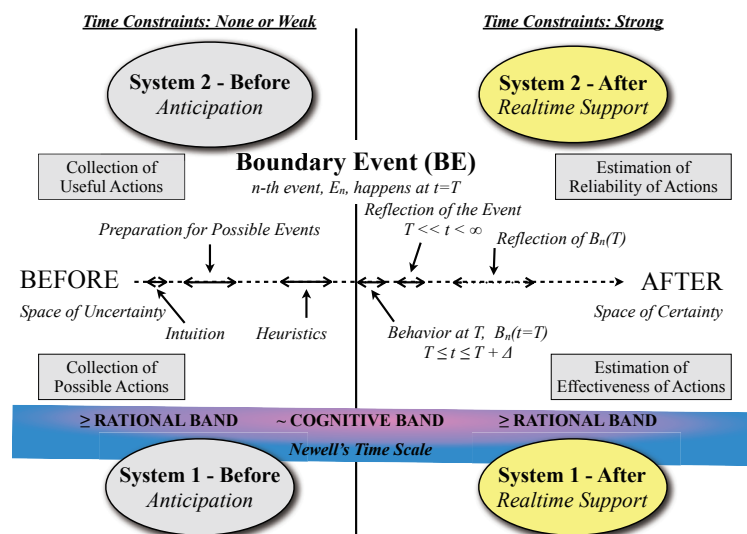 Time Constraints: None or Weak
Time Constraints: Strong
System 2 - Before
Anticipation
System 2 - After
Realtime Support
Collection of
Useful Actions
Boundary Event (BE)
n-th event, Eₙ, happens at t=T
Estimation of
Reliability of Actions
Reflection of the Event
T << t < ∞
Preparation for Possible Events
Reflection of Bₙ(T)
BEFORE
Space of Uncertainty
AFTER
Space of Certainty
Intuition
Heuristics
Behavior at T, Bₙ(t=T)
T ≤ t ≤ T + Δ
Collection of
Possible Actions
Estimation of
Effectiveness of Actions
≥ RATIONAL BAND
~ COGNITIVE BAND
≥ RATIONAL BAND
Newell's Time Scale
System 1 - Before
Anticipation
System 1 - After
Realtime Support